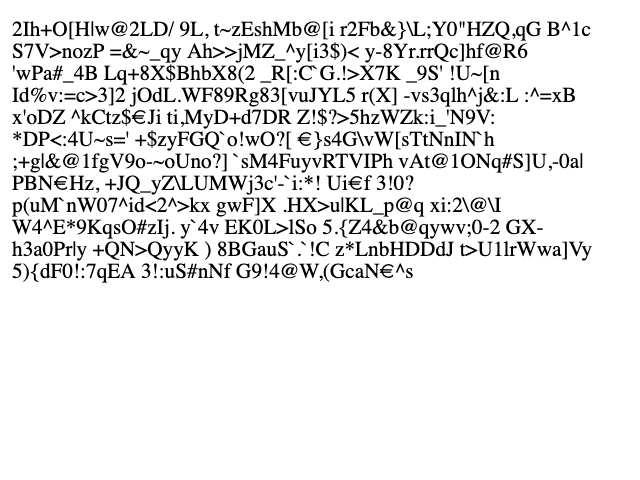 2Ih+O[H|w@2LD/ 9L, t~zEshMb@[i r2Fb&}\L;Y0"HZQ,qG B^1c
S7V>nozP =&~_qy Ah>>jMZ_^y[i3$)< y-8Yr.rrQc]hf@R6
'wPa#_4B Lq+8X$BhbX8(2 _R[:C`G.!>X7K _9S' !U~[n
Id%v:=c>3]2 jOdL.WF89Rg83[vuJYL5 r(X] -vs3qlh^j&:L :^=xB
x'oDZ ^kCtz$€Ji ti,MyD+d7DR Z!$?>5hzWZk:i_'N9V:
*DP<:4U~s=' +$zyFGQ`o!wO?[ €}s4G\vW[sTtNnIN`h
;+g|&@1fgV9o-~oUno?] `sM4FuyvRTVIPh vAt@1ONq#S]U,-0a|
PBN€Hz, +JQ_yZ\LUMWj3c'-`i:*! Ui€f 3!0?
p(uM`nW07^id<2^>kx gwF]X .HX>u|KL_p@q xi:2\@\I
W4^E*9KqsO#zIj. y`4v EK0L>lSo 5.{Z4&b@qywv;0-2 GX-
h3a0Pr|y +QN>QyyK ) 8BGauS`.`!C z*LnbHDDdJ t>U1lrWwa]Vy
5){dF0!:7qEA 3!:uS#nNf G9!4@W,(GcaN€^s